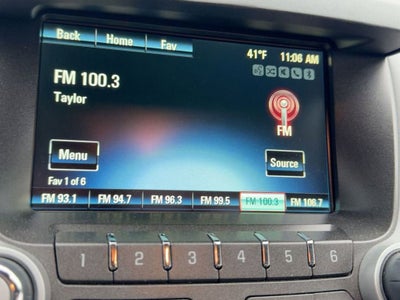 Back Home Fav
41°F 11:06 AM
FM 100.3
Taylor
FM
Menu
Source
Fav 1 of 6
FM 93.1 FM 94.7 FM 96.3 FM 99.5 FM 100.3 FM 106.7
1 2 3 4 5 6